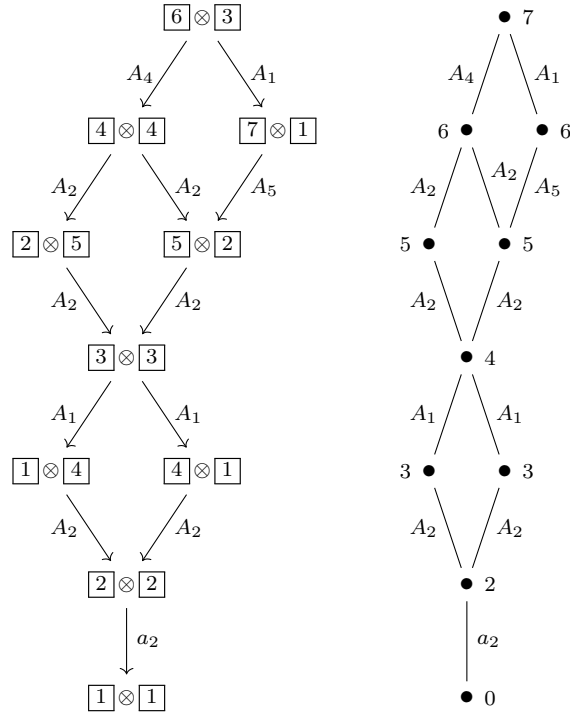 6 ⊗ 3 7
A₄ A₁ A₄ A₁
4 ⊗ 4 7 ⊗ 1 6 6
A₂ A₂ A₅ A₂ A₂ A₅
2 ⊗ 5 5 ⊗ 2 5 5
A₂ A₂ A₂ A₂
3 ⊗ 3 4
A₁ A₁ A₁ A₁
1 ⊗ 4 4 ⊗ 1 3 3
A₂ A₂ A₂ A₂
2 ⊗ 2 2
a₂ a₂
1 ⊗ 1 0